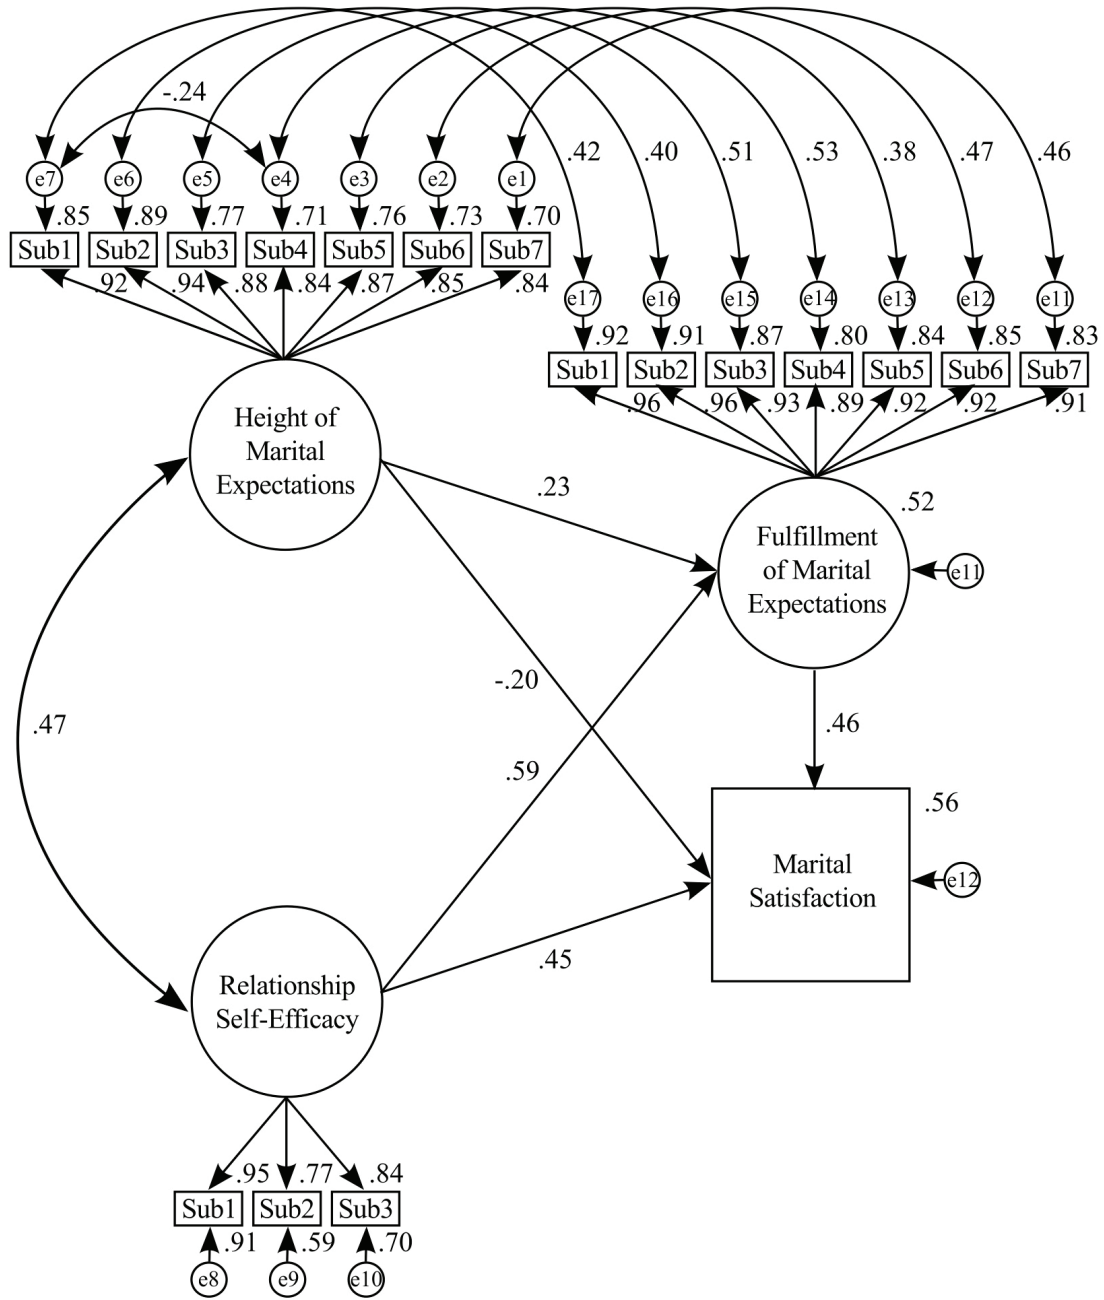 -.24
.42 .40 .51 .53 .38 .47 .46
e7 e6 e5 e4 e3 e2 e1
.85 .89 .77 .71 .76 .73 .70
Sub1 Sub2 Sub3 Sub4 Sub5 Sub6 Sub7
.92 .94 .88 .84 .87 .85 .84
e17 e16 e15 e14 e13 e12 e11
.92 .91 .87 .80 .84 .85 .83
Sub1 Sub2 Sub3 Sub4 Sub5 Sub6 Sub7
.96 .96 .93 .89 .92 .92 .91
Height of
Marital
Expectations
.23
.52
Fulfillment
of Marital
Expectations
e11
-.20
.47
.46
.59
.56
Marital
Satisfaction
e12
.45
Relationship
Self-Efficacy
.95 .77 .84
Sub1 Sub2 Sub3
.91 .59 .70
e8 e9 e10